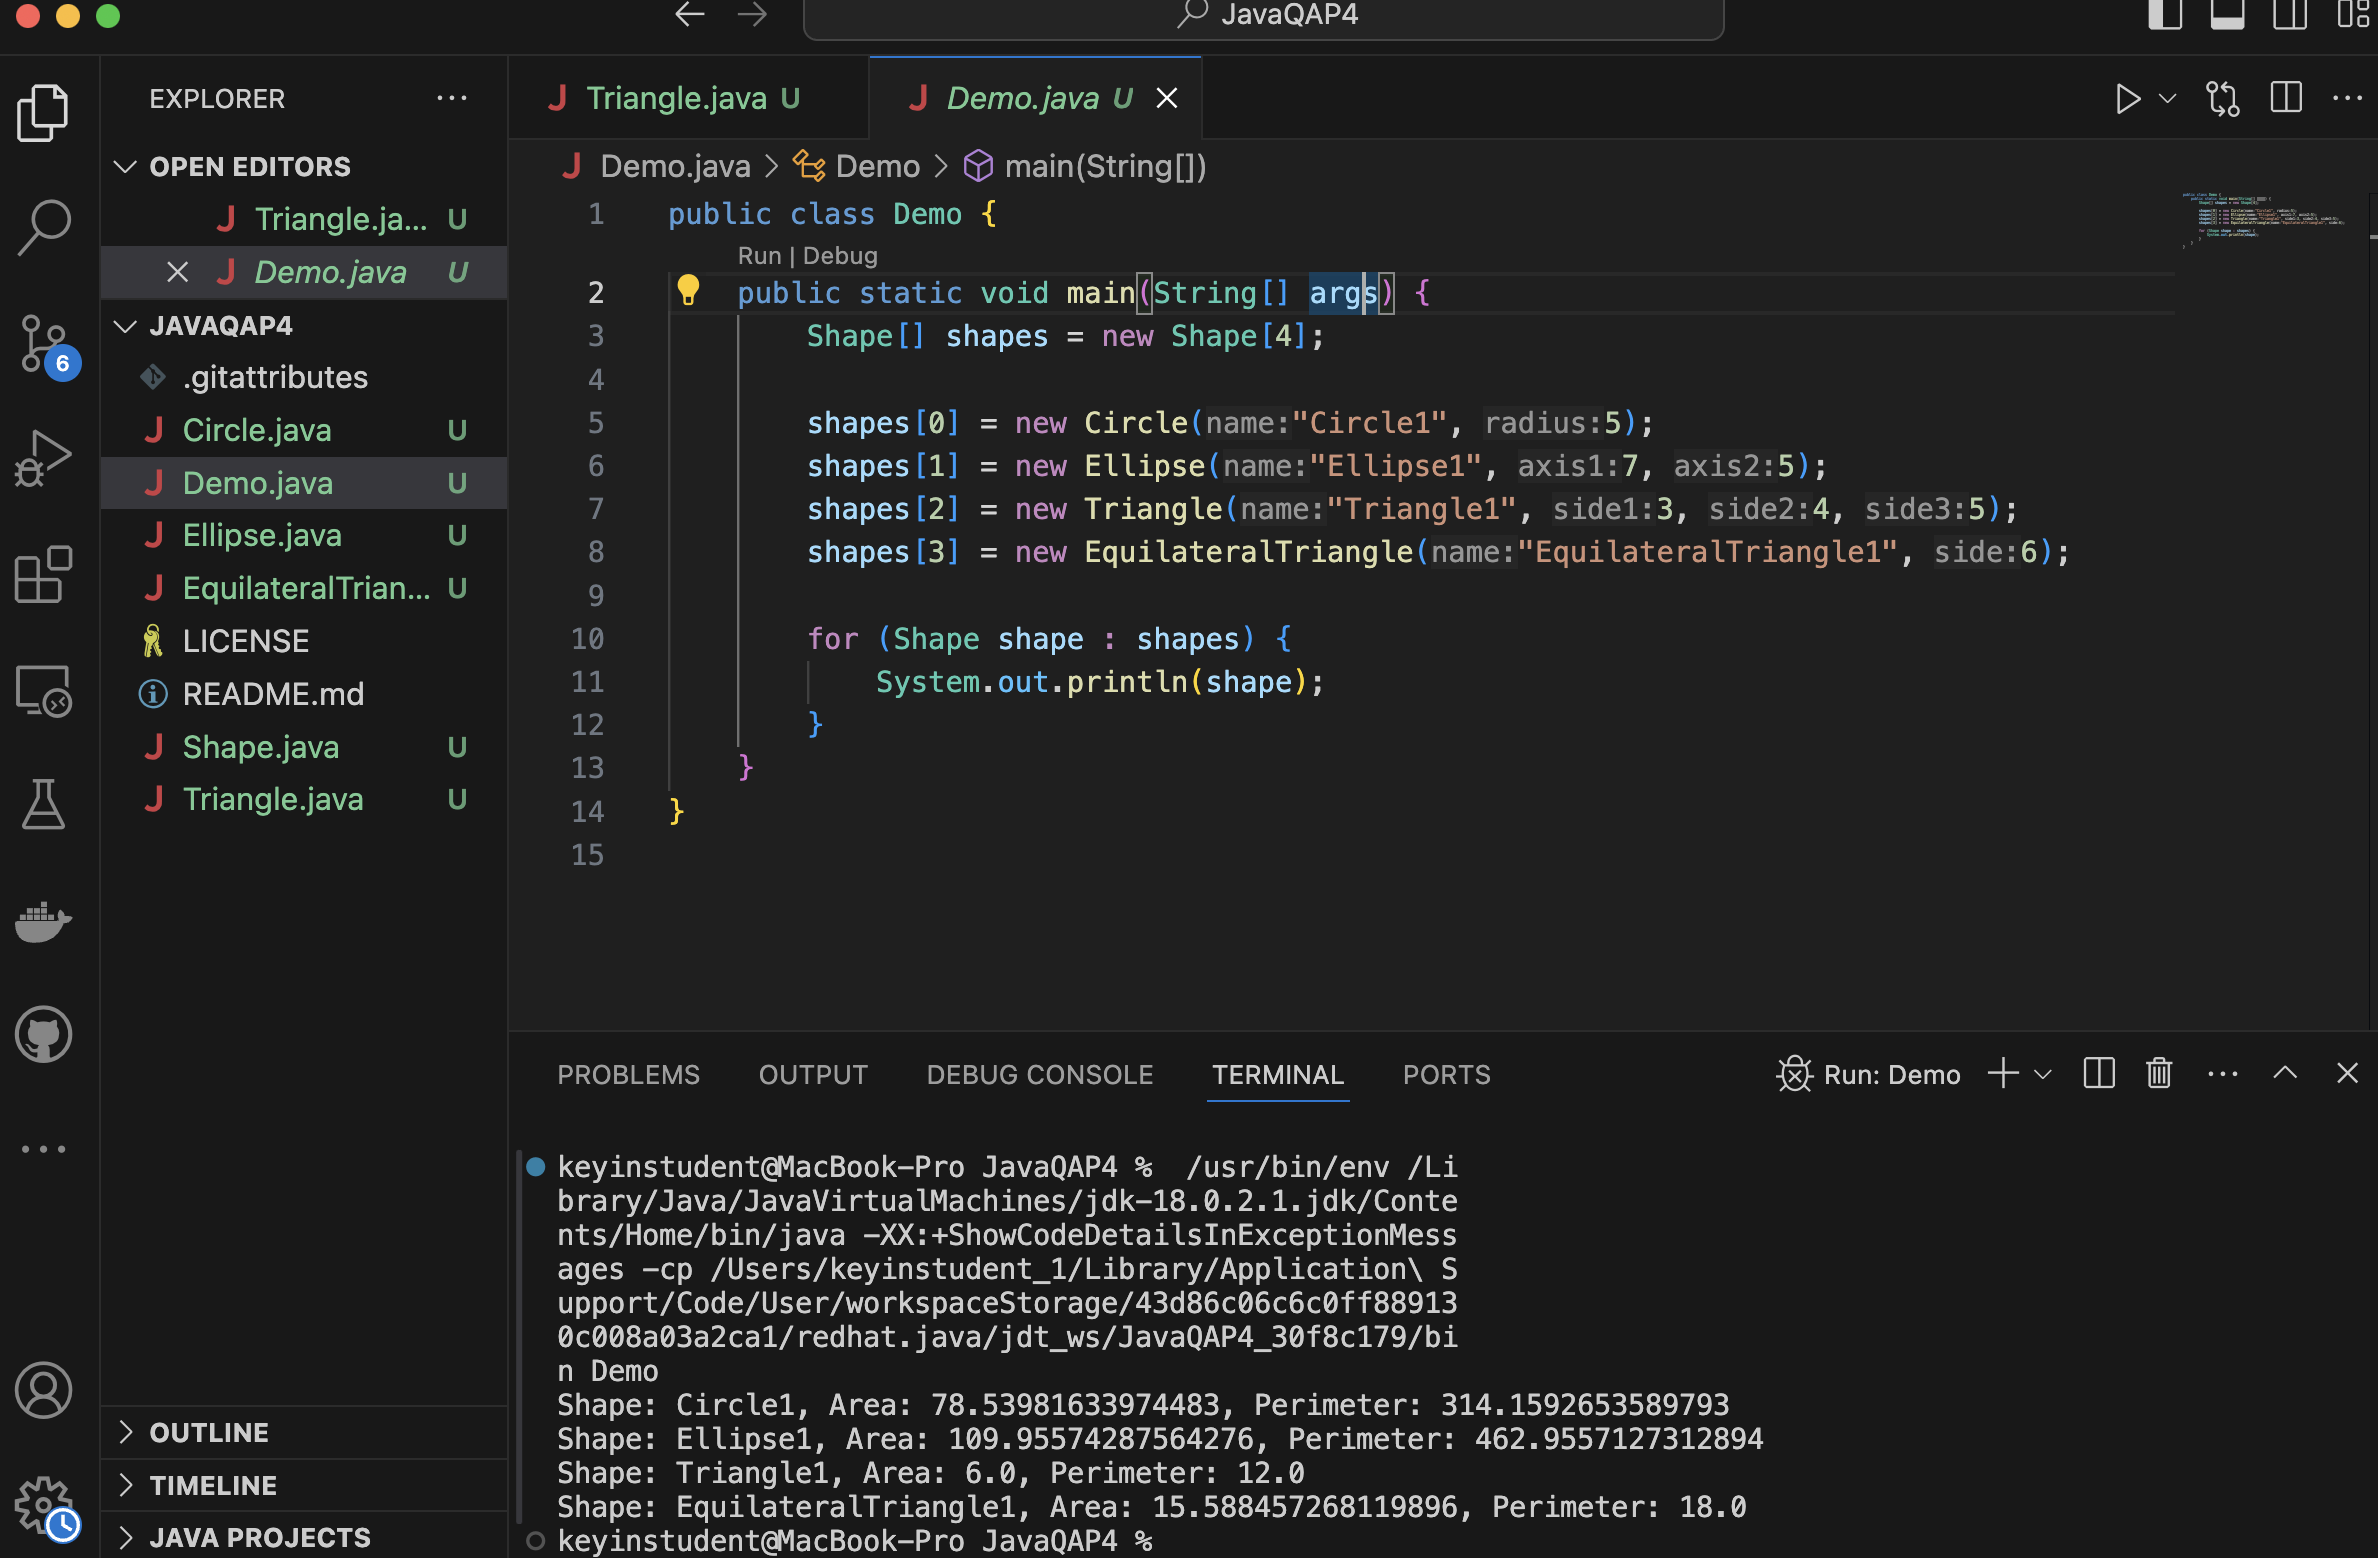 JavaQAP4
EXPLORER
OPEN EDITORS
Triangle.ja... U
Demo.java U
JAVAQAP4
.gitattributes
Circle.java U
Demo.java U
Ellipse.java U
EquilateralTrian... U
LICENSE
README.md
Shape.java U
Triangle.java U
OUTLINE
TIMELINE
JAVA PROJECTS
6
Triangle.java U
Demo.java U
Demo.java > Demo > main(String[])
1 public class Demo {
Run | Debug
2 public static void main(String[] args) {
3 Shape[] shapes = new Shape[4];
4
5 shapes[0] = new Circle(name:"Circle1", radius:5);
6 shapes[1] = new Ellipse(name:"Ellipse1", axis1:7, axis2:5);
7 shapes[2] = new Triangle(name:"Triangle1", side1:3, side2:4, side3:5);
8 shapes[3] = new EquilateralTriangle(name:"EquilateralTriangle1", side:6);
9
10 for (Shape shape : shapes) {
11 System.out.println(shape);
12 }
13 }
14 }
15
PROBLEMS OUTPUT DEBUG CONSOLE TERMINAL PORTS Run: Demo
keyinstudent@MacBook-Pro JavaQAP4 %  /usr/bin/env /Li
brary/Java/JavaVirtualMachines/jdk-18.0.2.1.jdk/Conte
nts/Home/bin/java -XX:+ShowCodeDetailsInExceptionMess
ages -cp /Users/keyinstudent_1/Library/Application\ S
upport/Code/User/workspaceStorage/43d86c06c6c0ff88913
0c008a03a2ca1/redhat.java/jdt_ws/JavaQAP4_30f8c179/bi
n Demo
Shape: Circle1, Area: 78.53981633974483, Perimeter: 314.1592653589793
Shape: Ellipse1, Area: 109.95574287564276, Perimeter: 462.9557127312894
Shape: Triangle1, Area: 6.0, Perimeter: 12.0
Shape: EquilateralTriangle1, Area: 15.588457268119896, Perimeter: 18.0
keyinstudent@MacBook-Pro JavaQAP4 %